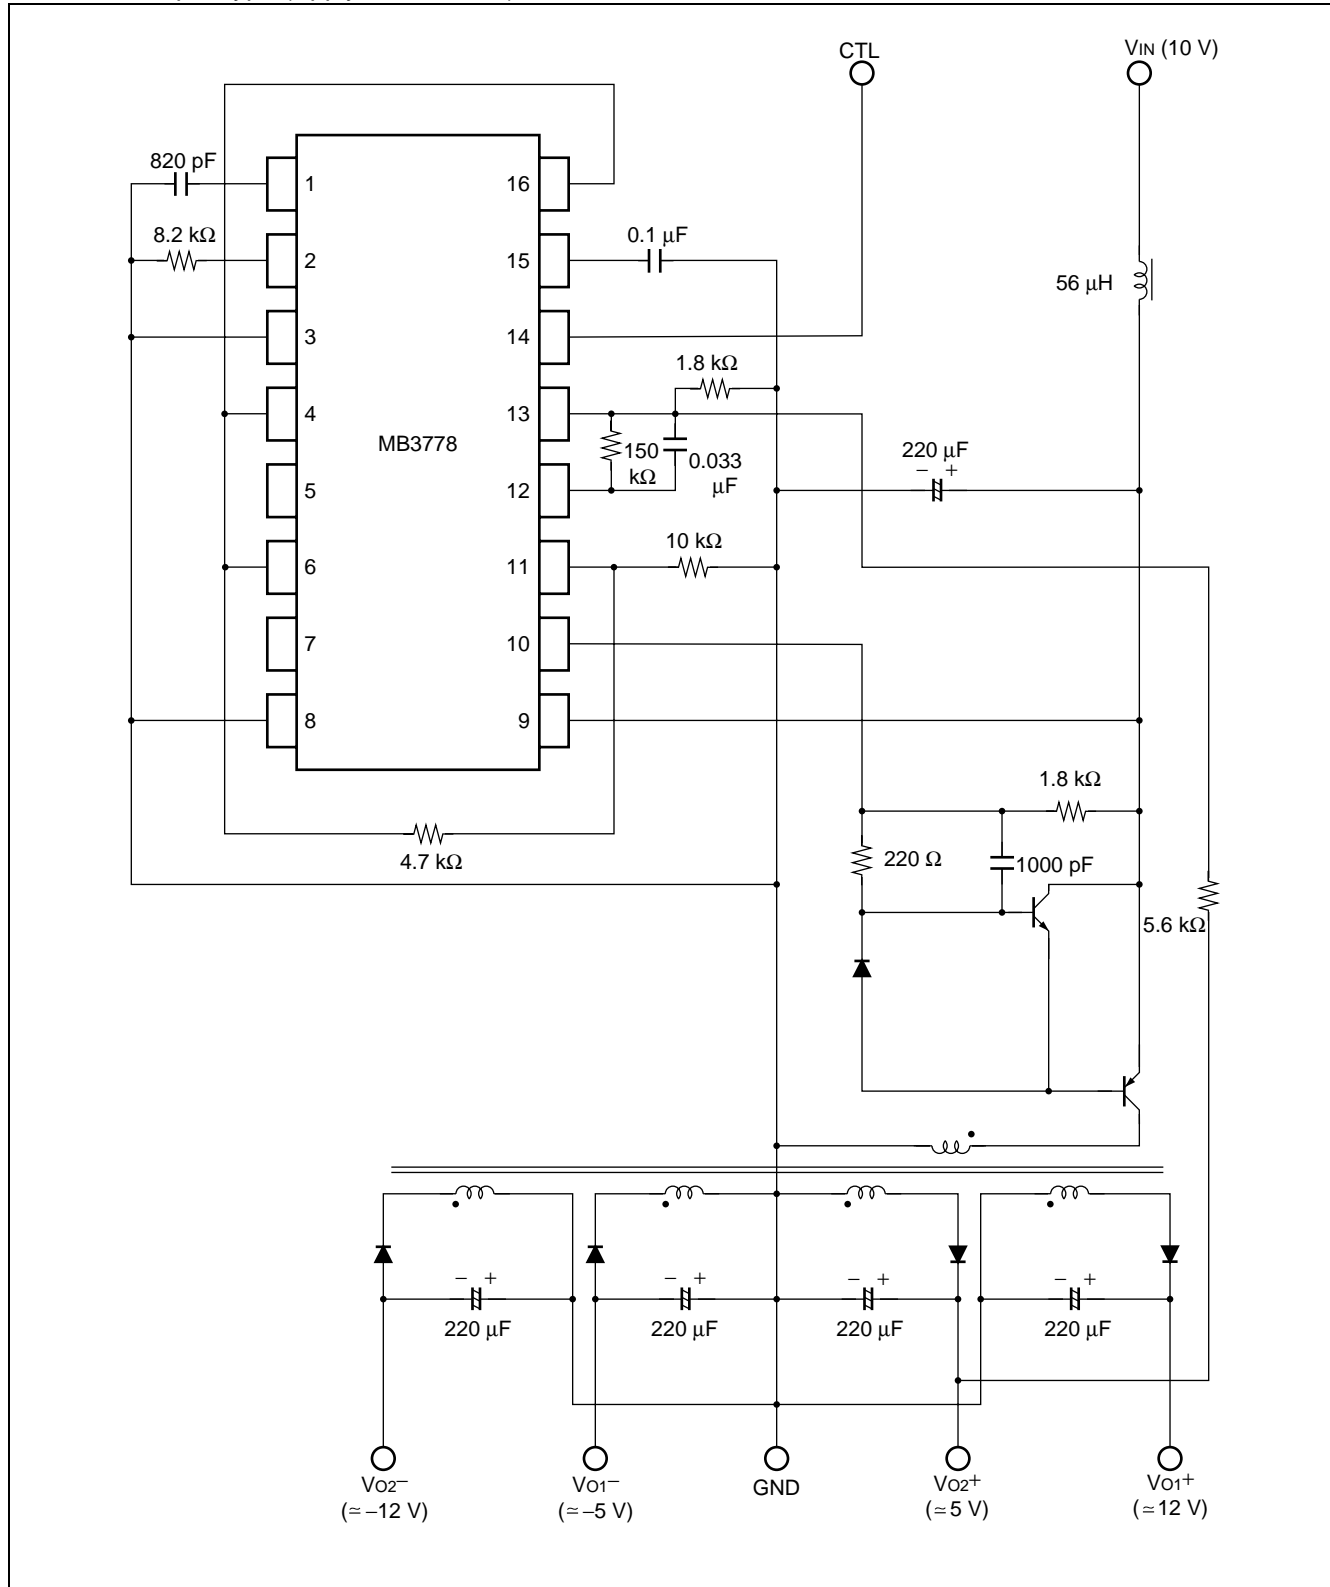 CTL
VIN (10 V)
820 pF
1
16
8.2 kΩ
0.1 μF
2
15
56 μH
3
14
1.8 kΩ
4
13
MB3778
150
kΩ
0.033
μF
220 μF
− +
5
12
10 kΩ
6
11
7
10
8
9
1.8 kΩ
4.7 kΩ
220 Ω
1000 pF
5.6 kΩ
− +
− +
− +
− +
220 μF
220 μF
220 μF
220 μF
VO2−
VO1−
GND
VO2+
VO1+
(≃ −12 V)
(≃ −5 V)
(≃ 5 V)
(≃ 12 V)